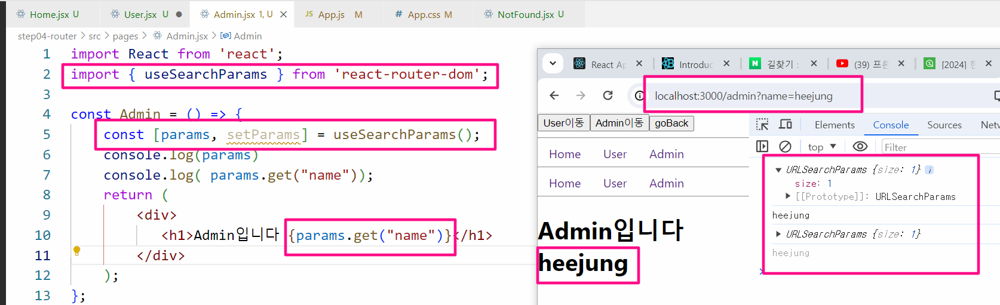 Home.jsx U
User.jsx U
Admin.jsx 1, U
JS App.js M
# App.css M
NotFound.jsx U
step04-router > src > pages > Admin.jsx > Admin
1 import React from 'react';
2 import { useSearchParams } from 'react-router-dom';
3
4 const Admin = () => {
5 const [params, setParams] = useSearchParams();
6 console.log(params)
7 console.log( params.get("name"));
8 return (
9 <div>
10 <h1>Admin입니다 {params.get("name")}</h1>
11 </div>
12 );
13 };
React Ap
Introduc
N 길찾기 :
(39) 프론
[2024] 한
localhost:3000/admin?name=heejung
User이동 Admin이동 goBack
Home User Admin
Home User Admin
Admin입니다
heejung
Elements Console Sources Netw
top Filter
URLSearchParams {size: 1} i
size: 1
[[Prototype]]: URLSearchParams
heejung
URLSearchParams {size: 1}
heejung